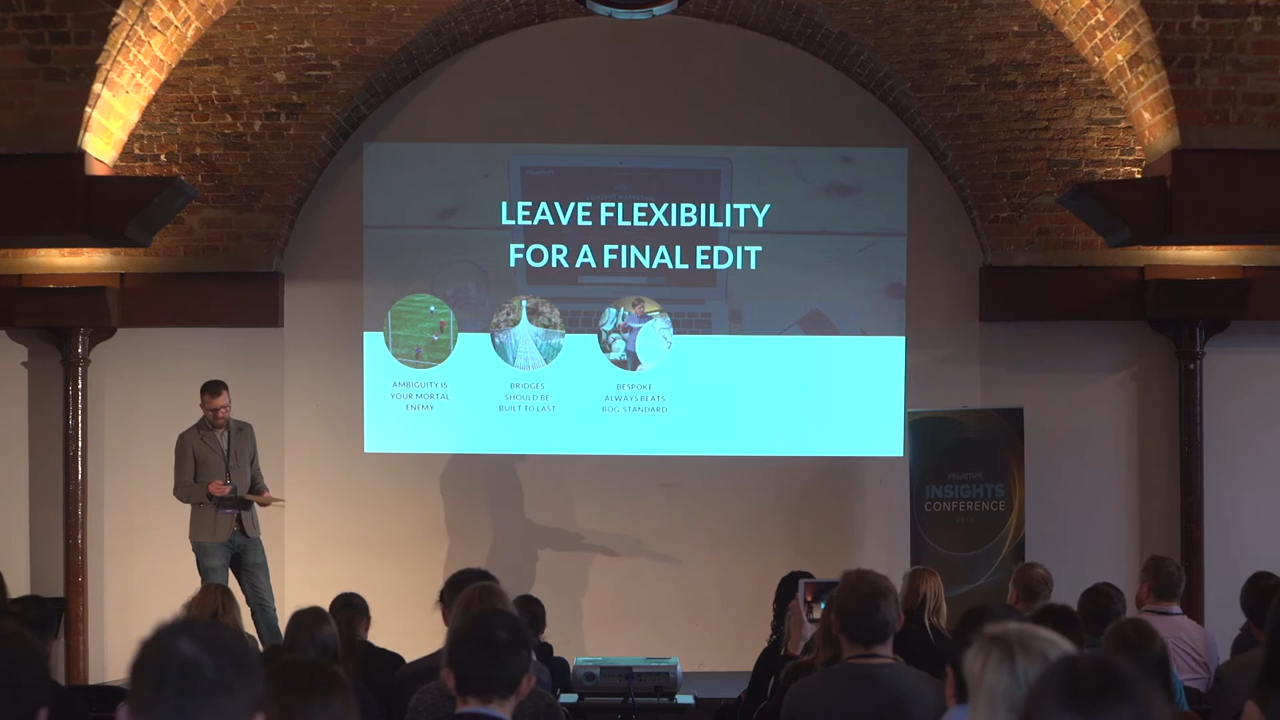 LEAVE FLEXIBILITY
FOR A FINAL EDIT
AMBIGUITY IS
YOUR MORTAL
ENEMY
BRIDGES
SHOULD BE
BUILT TO LAST
BESPOKE
ALWAYS BEATS
BOG STANDARD
INSIGHTS
CONFERENCE